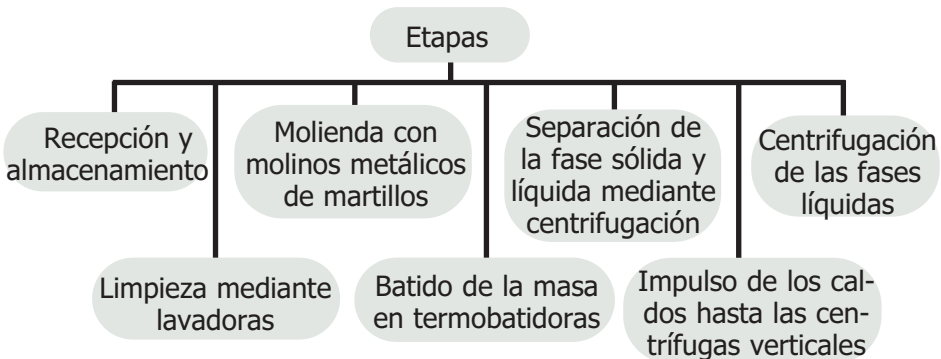 Etapas
Recepción y
almacenamiento
Limpieza mediante
lavadoras
Molienda con
molinos metálicos
de martillos
Batido de la masa
en termobatidoras
Separación de
la fase sólida y
líquida mediante
centrifugación
Impulso de los cal-
dos hasta las cen-
trífugas verticales
Centrifugación
de las fases
líquidas